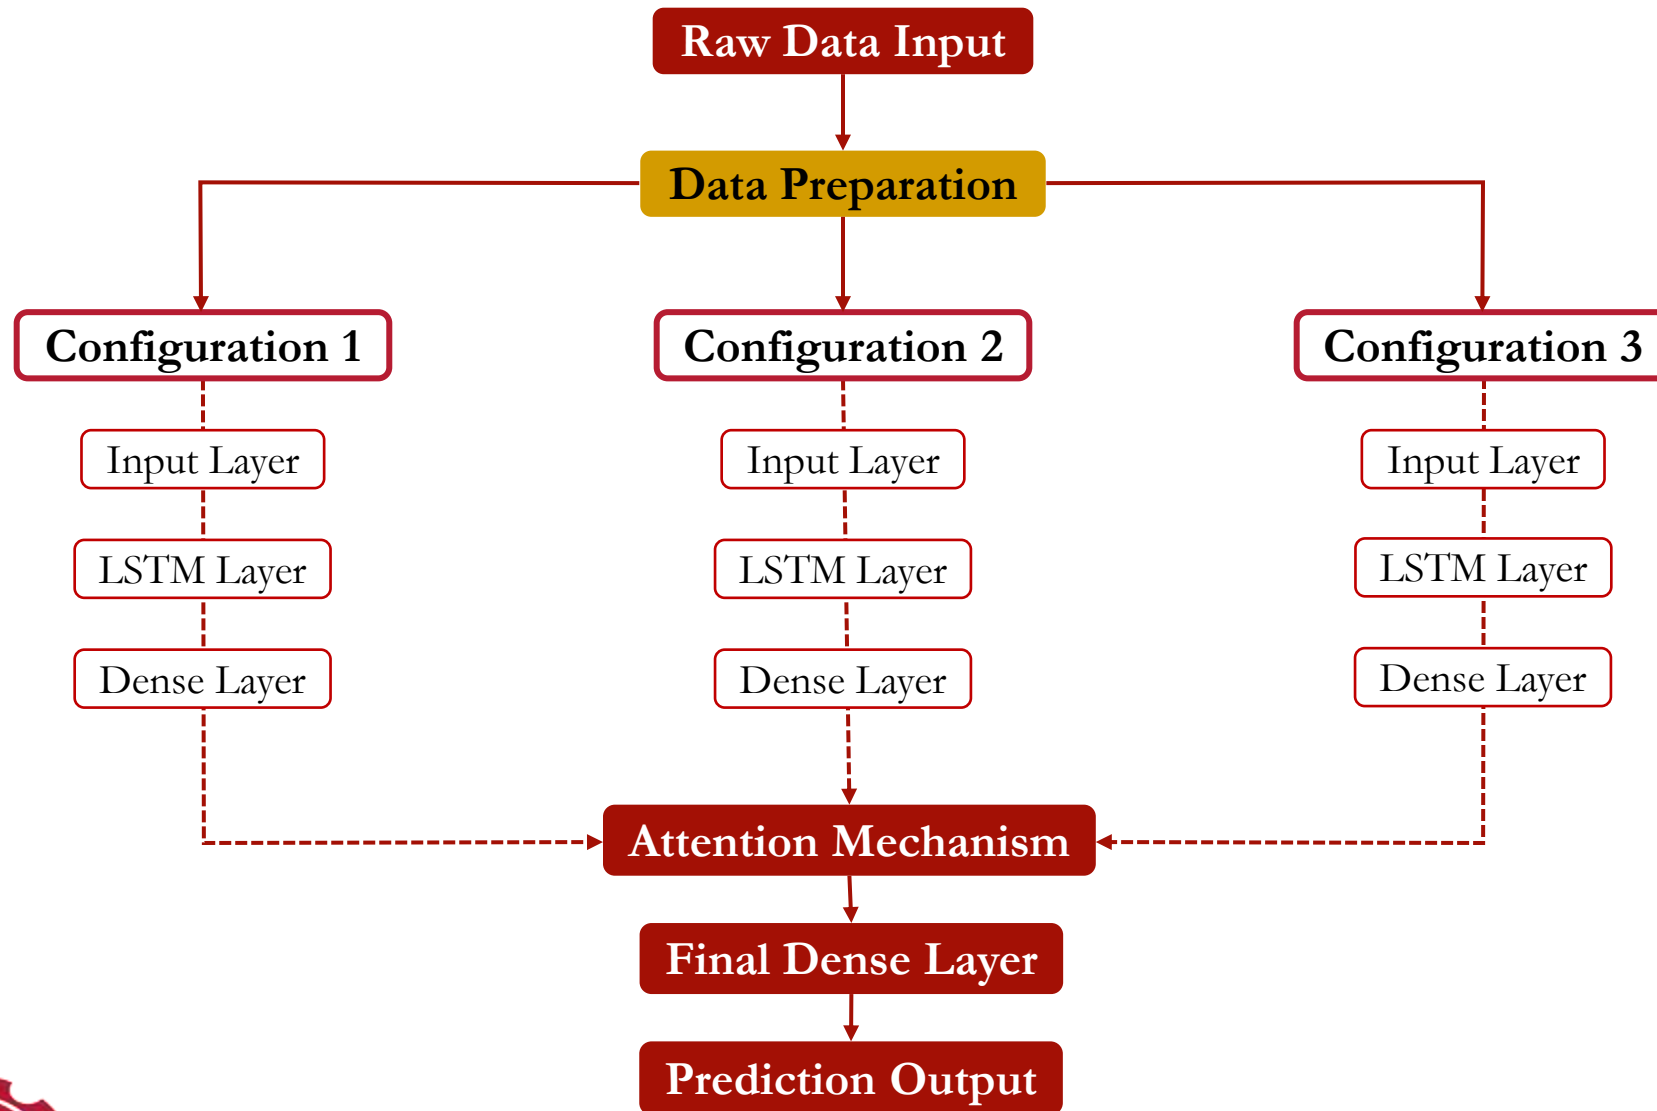 Raw Data Input
Data Preparation
Configuration 1
Configuration 2
Configuration 3
Input Layer
Input Layer
Input Layer
LSTM Layer
LSTM Layer
LSTM Layer
Dense Layer
Dense Layer
Dense Layer
Attention Mechanism
Final Dense Layer
Prediction Output